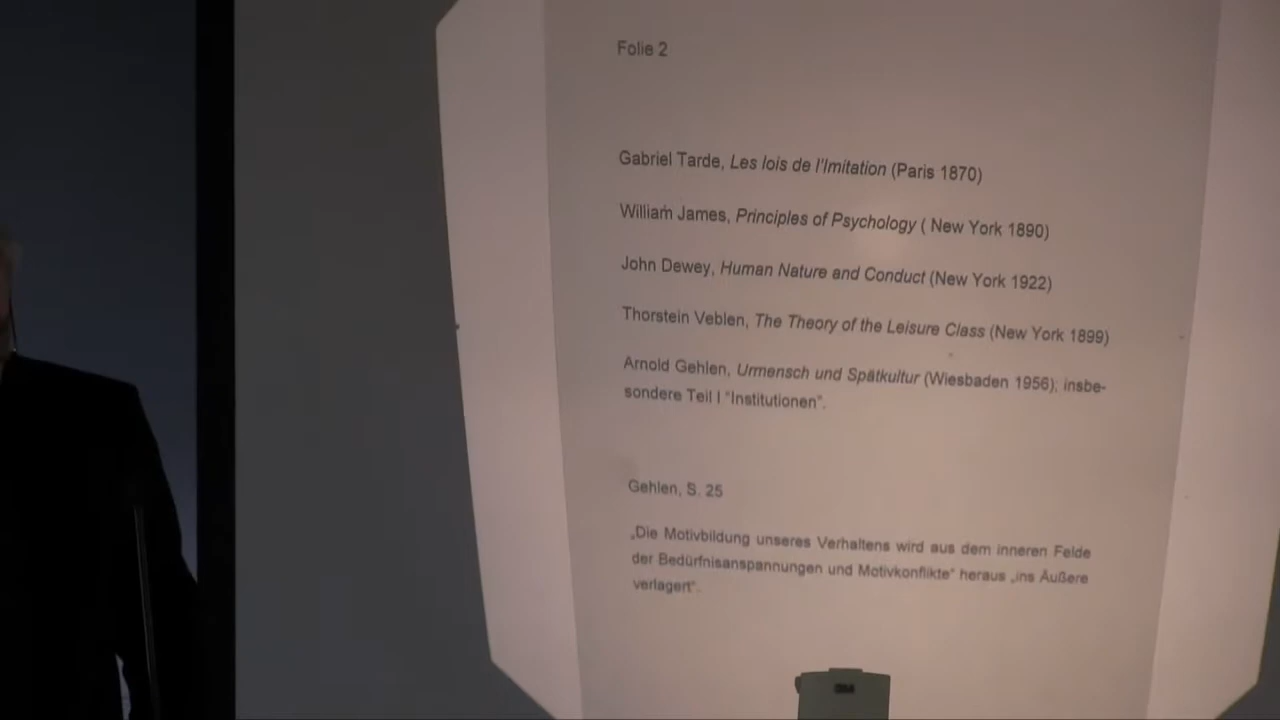 Folie 2
Gabriel Tarde, Les lois de l'Imitation (Paris 1870)
William James, Principles of Psychology ( New York 1890)
John Dewey, Human Nature and Conduct (New York 1922)
Thorstein Veblen, The Theory of the Leisure Class (New York 1899)
Arnold Gehlen, Urmensch und Spätkultur (Wiesbaden 1956); insbe-
sondere Teil I "Institutionen".
Gehlen, S. 25
„Die Motivbildung unseres Verhaltens wird aus dem inneren Felde
der Bedürfnisanspannungen und Motivkonflikte" heraus „ins Äußere
verlagert".
3M